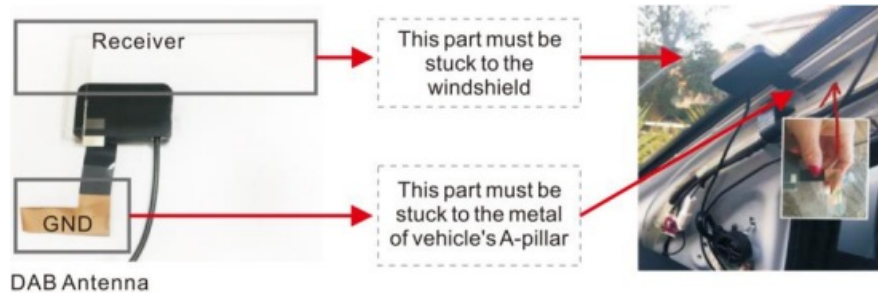 Receiver
This part must be
stuck to the
windshield
This part must be
stuck to the metal
of vehicle's A-pillar
GND
DAB Antenna